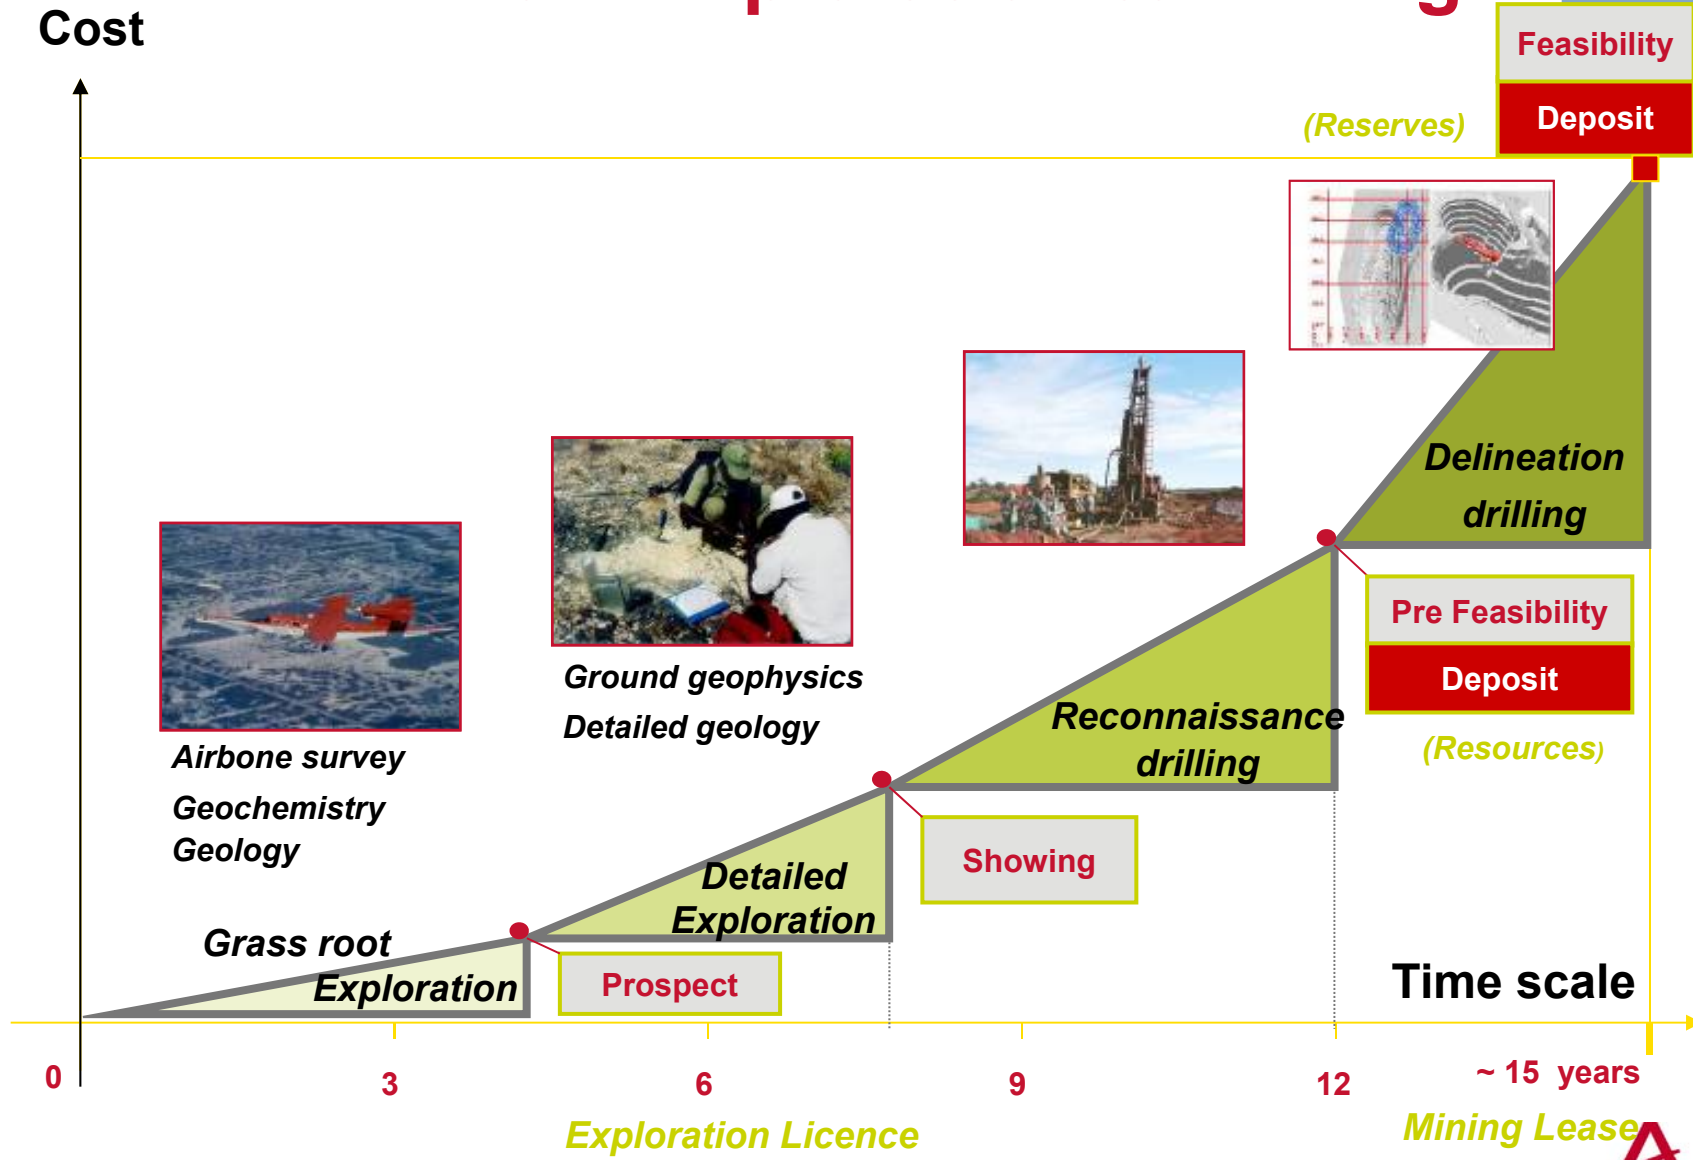 Cost
Feasibility
Deposit
(Reserves)
Delineation
drilling
Pre Feasibility
Deposit
(Resources)
Reconnaissance
drilling
Ground geophysics
Detailed geology
Airbone survey
Geochemistry
Geology
Showing
Detailed
Exploration
Grass root
Exploration
Prospect
Time scale
0
3
6
9
12
~ 15 years
Exploration Licence
Mining Lease